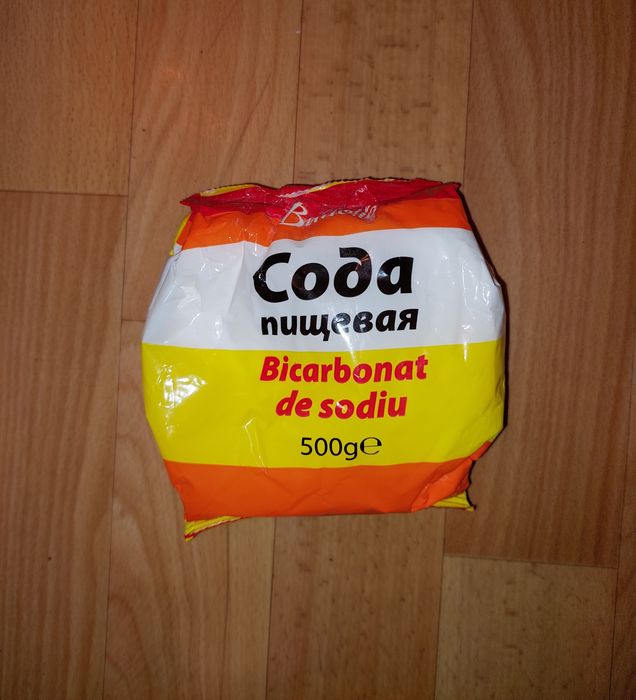 Сода
пищевая
Bicarbonat
de sodiu
500g℮